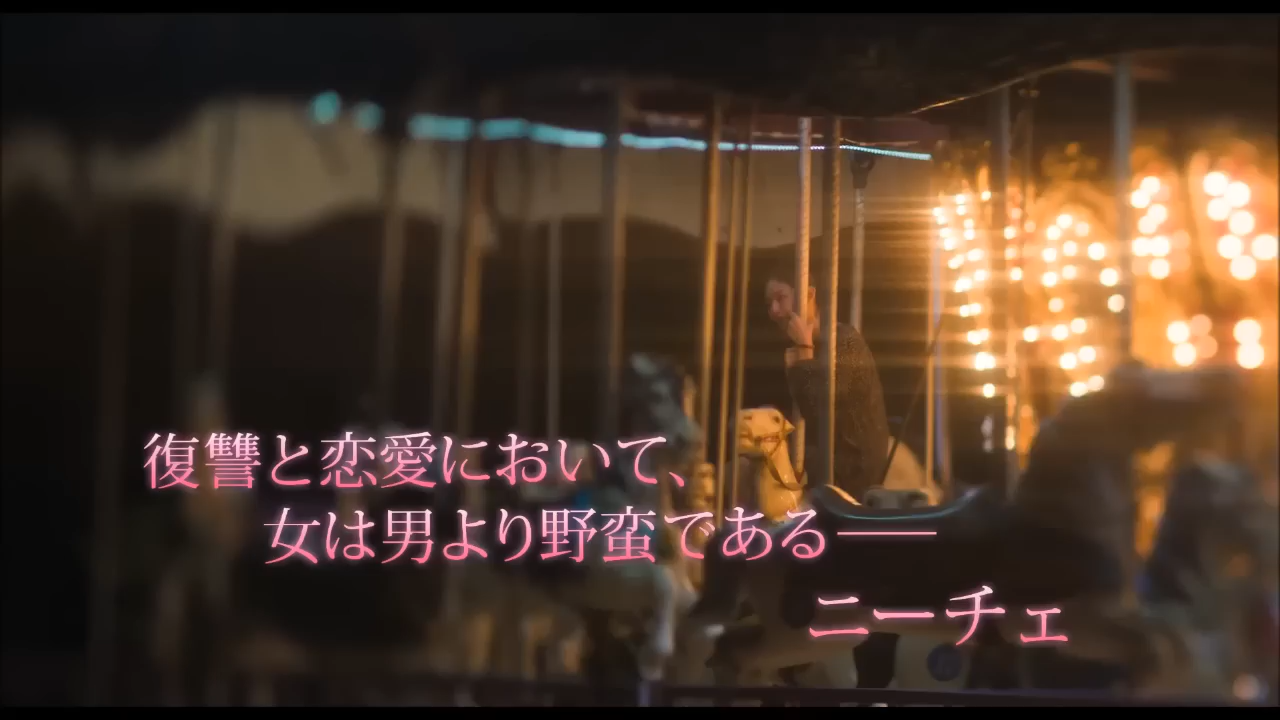 復讐と恋愛において、
女は男より野蛮である――
ニーチェ